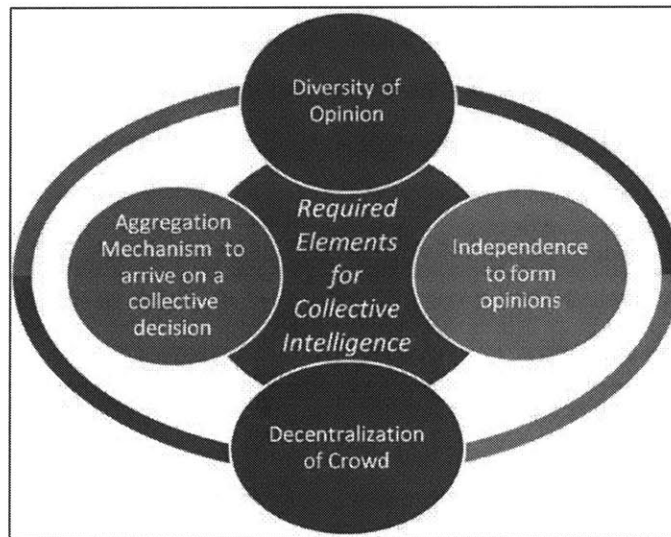 Diversity of
Opinion
Aggregation
Mechanism to
arrive on a
collective
decision
Required
Elements
for
Collective
Intelligence
Independence
to form
opinions
Decentralization
of Crowd